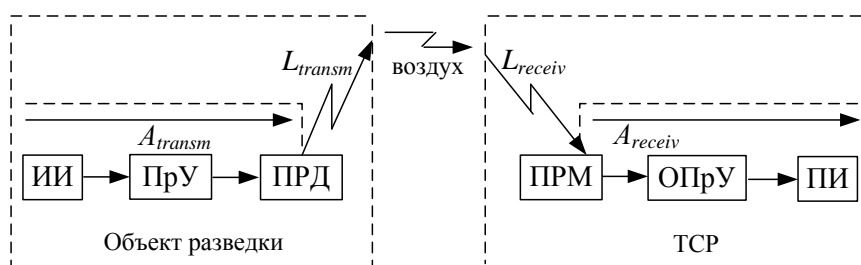 L_transm
воздух
L_receiv
A_transm
A_receiv
ИИ
ПрУ
ПРД
ПРМ
ОПрУ
ПИ
Объект разведки
ТСР